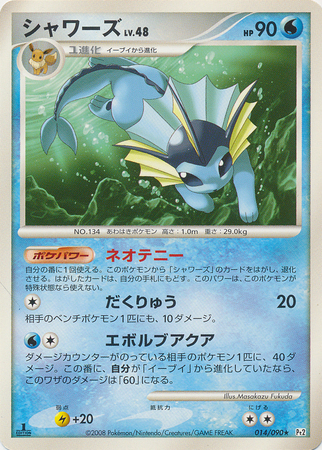 シャワーズ LV.48 HP 90
1進化 イーブイから進化
NO.134 あわはきポケモン 高さ:1.0m 重さ:29.0kg
ポケパワー ネオテニー
自分の番に1回使える。このポケモンから「シャワーズ」のカードをはがし、退化
させる。はがしたカードは、自分の手札にもどす。このパワーは、このポケモンが
特殊状態なら使えない。
だくりゅう 20
相手のベンチポケモン1匹にも、10ダメージ。
エボルブアクア
ダメージカウンターがのっている相手のポケモン1匹に、40ダ
メージ。この番に、自分が「イーブイ」から進化していたなら、
このワザのダメージは「60」になる。
Illus.Masakazu Fukuda
弱点 抵抗力 にげる
+20
1 EDITION
©2008 Pokémon/Nintendo/Creatures/GAME FREAK
014/090★ Pt2